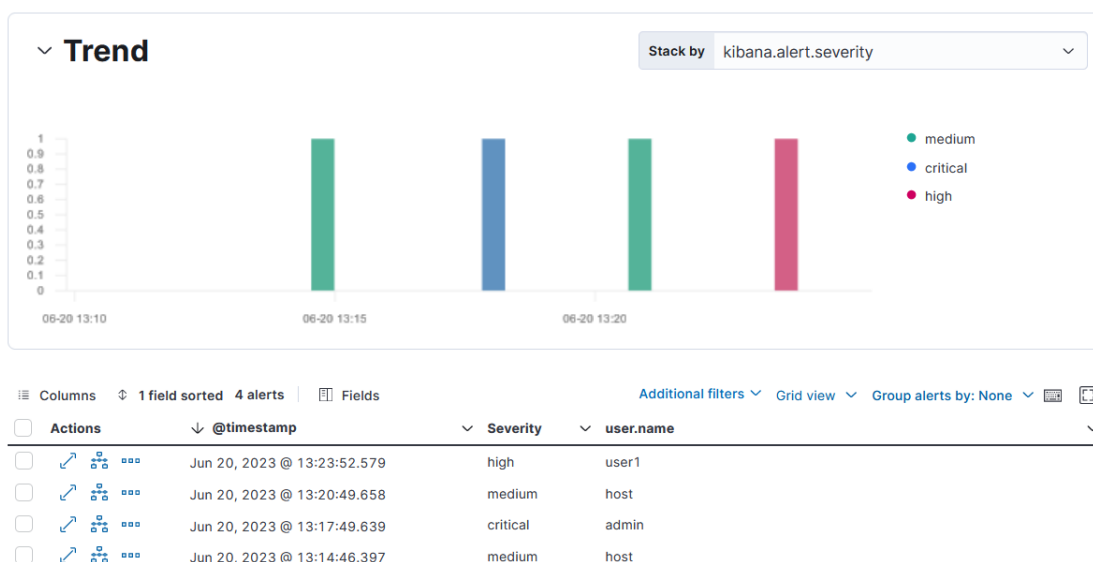 Trend
Stack by kibana.alert.severity
1
0.9
0.8
0.7
0.6
0.5
0.4
0.3
0.2
0.1
0
06-20 13:10 06-20 13:15 06-20 13:20
medium
critical
high
Columns 1 field sorted 4 alerts Fields Additional filters Grid view Group alerts by: None
Actions @timestamp Severity user.name
Jun 20, 2023 @ 13:23:52.579 high user1
Jun 20, 2023 @ 13:20:49.658 medium host
Jun 20, 2023 @ 13:17:49.639 critical admin
Jun 20, 2023 @ 13:14:46.397 medium host